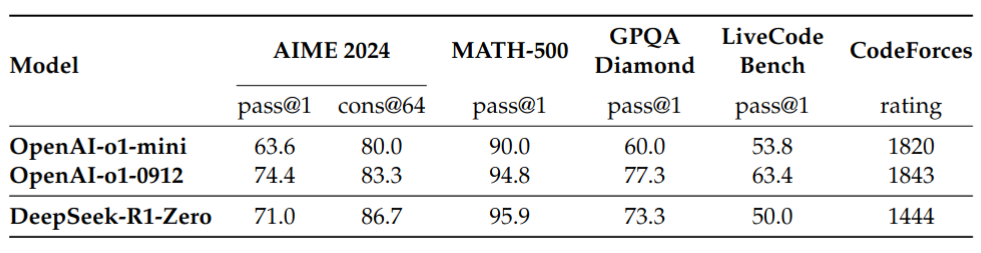 Model AIME 2024 MATH-500 GPQA Diamond LiveCode Bench CodeForces
pass@1 cons@64 pass@1 pass@1 pass@1 rating
OpenAI-o1-mini 63.6 80.0 90.0 60.0 53.8 1820
OpenAI-o1-0912 74.4 83.3 94.8 77.3 63.4 1843
DeepSeek-R1-Zero 71.0 86.7 95.9 73.3 50.0 1444